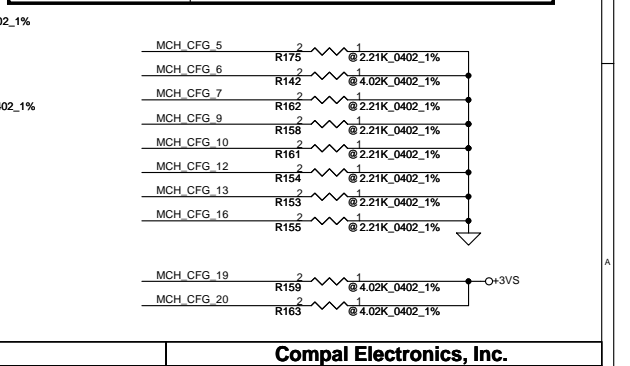 02_1%
402_1%
MCH_CFG_5 2 1
R175 @2.21K_0402_1%
MCH_CFG_6 2 1
R142 @4.02K_0402_1%
MCH_CFG_7 2 1
R162 @2.21K_0402_1%
MCH_CFG_9 2 1
R158 @2.21K_0402_1%
MCH_CFG_10 2 1
R161 @2.21K_0402_1%
MCH_CFG_12 2 1
R154 @2.21K_0402_1%
MCH_CFG_13 2 1
R153 @2.21K_0402_1%
MCH_CFG_16 2 1
R155 @2.21K_0402_1%
A
MCH_CFG_19 2 1 +3VS
R159 @4.02K_0402_1%
MCH_CFG_20 2 1
R163 @4.02K_0402_1%
Compal Electronics, Inc.